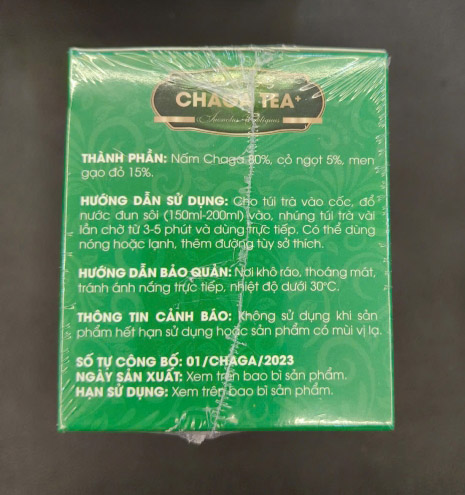 CHAGA TEA+
THÀNH PHẦN: Nấm Chaga 80%, cỏ ngọt 5%, men
gạo đỏ 15%.
HƯỚNG DẪN SỬ DỤNG: Cho túi trà vào cốc, đổ
nước đun sôi (150ml-200ml) vào, nhúng túi trà vài
lần chờ từ 3-5 phút và dùng trực tiếp. Có thể dùng
nóng hoặc lạnh, thêm đường tùy sở thích.
HƯỚNG DẪN BẢO QUẢN: Nơi khô ráo, thoáng mát,
tránh ánh nắng trực tiếp, nhiệt độ dưới 30°C.
THÔNG TIN CẢNH BÁO: Không sử dụng khi sản
phẩm hết hạn sử dụng hoặc sản phẩm có mùi vị lạ.
SỐ TỰ CÔNG BỐ: 01/CHAGA/2023
NGÀY SẢN XUẤT: Xem trên bao bì sản phẩm.
HẠN SỬ DỤNG: Xem trên bao bì sản phẩm.